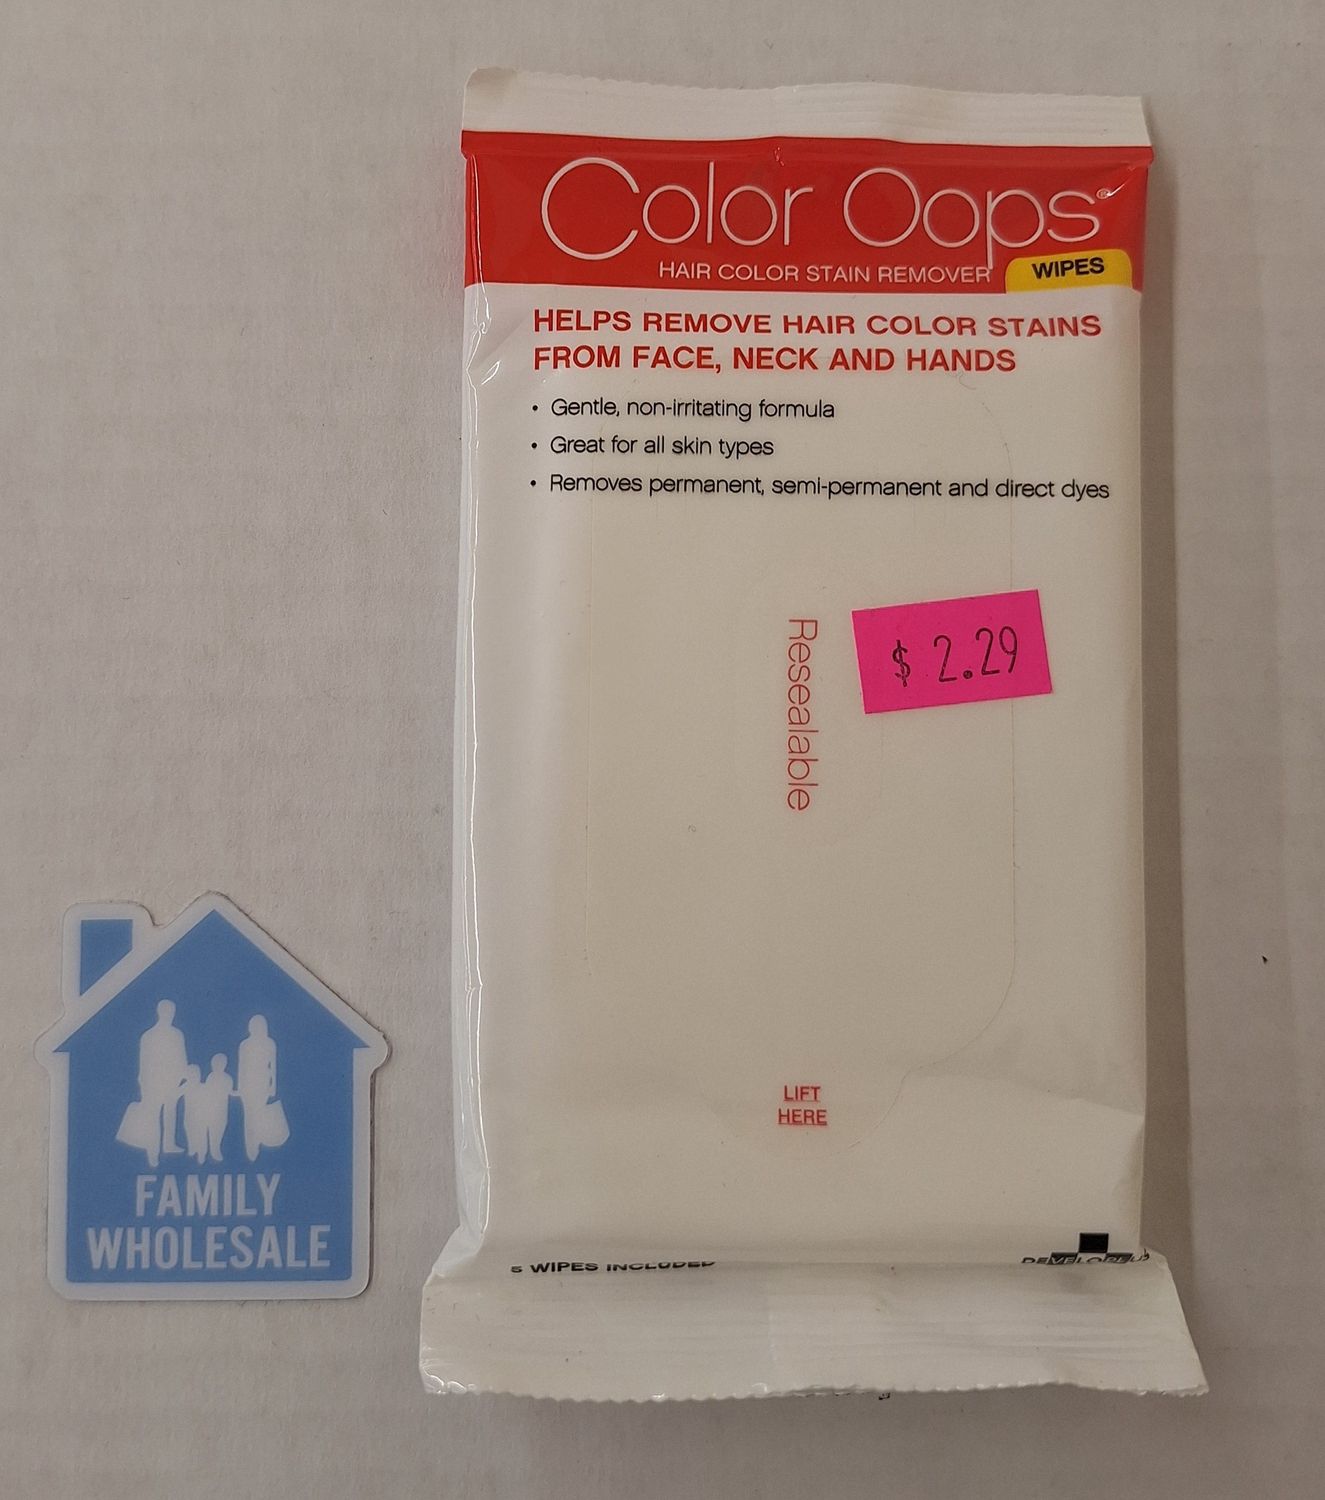 Color Oops®
HAIR COLOR STAIN REMOVER
WIPES
HELPS REMOVE HAIR COLOR STAINS
FROM FACE, NECK AND HANDS
• Gentle, non-irritating formula
• Great for all skin types
• Removes permanent, semi-permanent and direct dyes
$ 2.29
Resealable
LIFT
HERE
5 WIPES INCLUDED
FAMILY
WHOLESALE